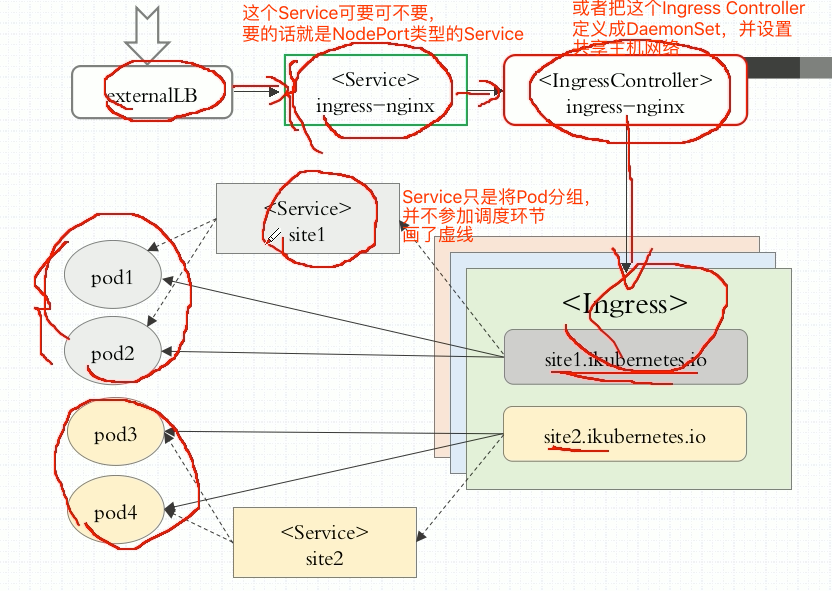 这个Service可要可不要，
要的话就是NodePort类型的Service
或者把这个Ingress Controller
定义成DaemonSet，并设置
共享主机网络
externalLB
<Service>
ingress-nginx
<IngressController>
ingress-nginx
<Service>
site1
Service只是将Pod分组，
并不参加调度环节
画了虚线
pod1
pod2
<Ingress>
site1.ikubernetes.io
pod3
site2.ikubernetes.io
pod4
<Service>
site2